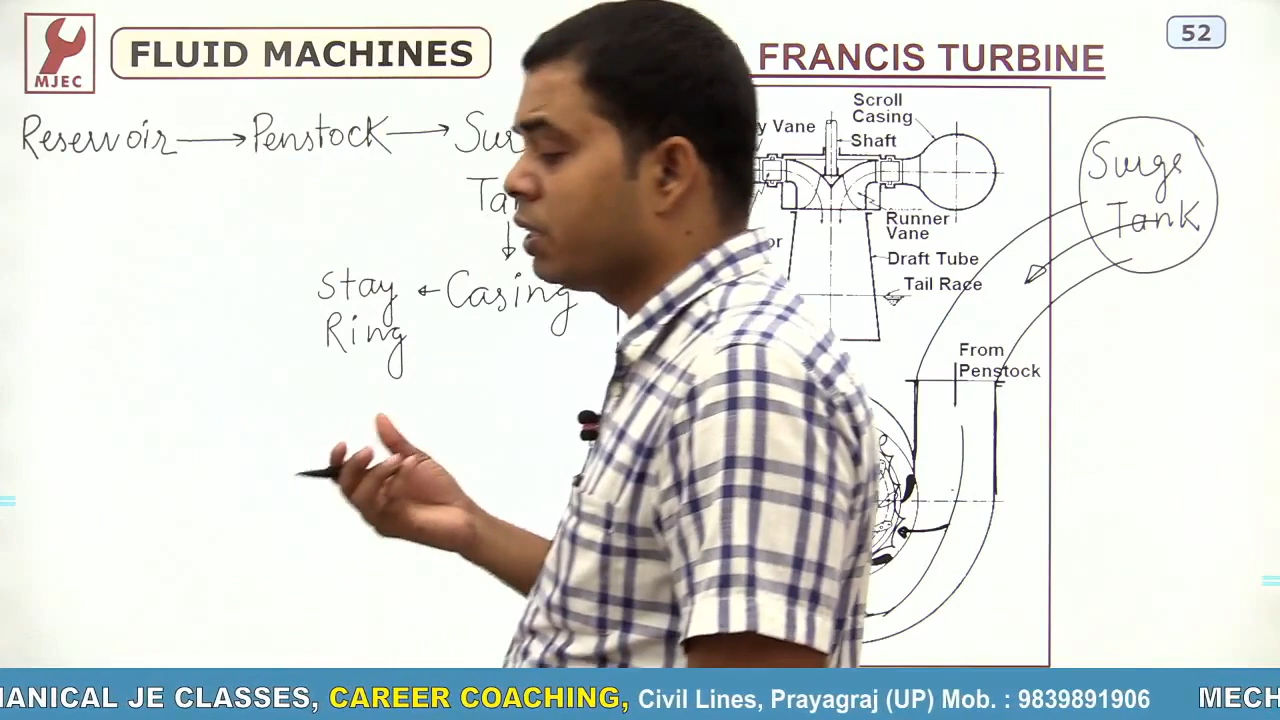 MJEC
FLUID MACHINES
FRANCIS TURBINE
52
Reservoir → Penstock → Sur
Ta
Stay ← Casing
Ring
y Vane
Scroll
Casing
Shaft
Runner
Vane
or
Draft Tube
Tail Race
From
Penstock
Surge
Tank
HANICAL JE CLASSES, CAREER COACHING, Civil Lines, Prayagraj (UP) Mob. : 9839891906 MECH